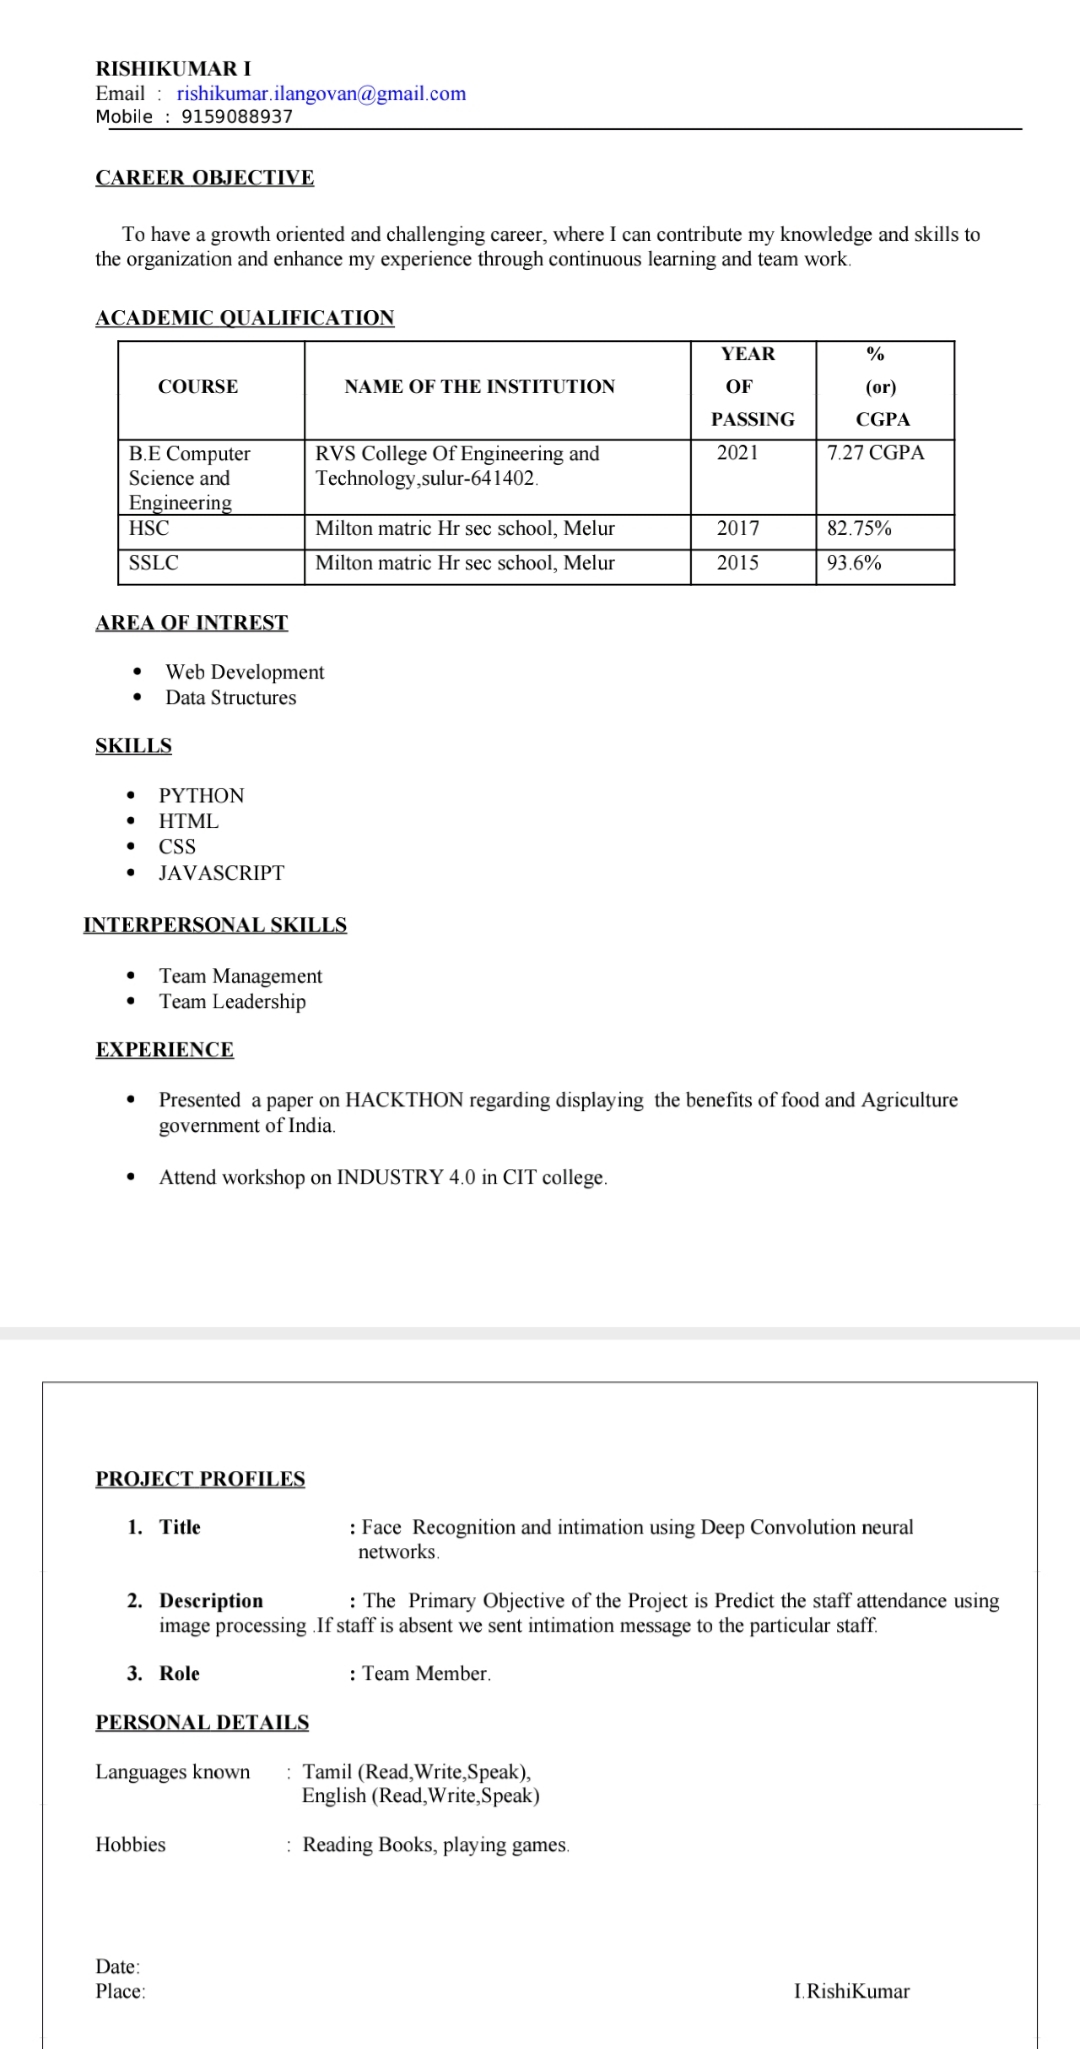 RISHIKUMAR I
Email : rishikumar.ilangovan@gmail.com
Mobile : 9159088937
CAREER OBJECTIVE
To have a growth oriented and challenging career, where I can contribute my knowledge and skills to
the organization and enhance my experience through continuous learning and team work.
ACADEMIC QUALIFICATION
COURSE NAME OF THE INSTITUTION YEAR OF PASSING % (or) CGPA
B.E Computer Science and Engineering RVS College Of Engineering and Technology,sulur-641402. 2021 7.27 CGPA
HSC Milton matric Hr sec school, Melur 2017 82.75%
SSLC Milton matric Hr sec school, Melur 2015 93.6%
AREA OF INTREST
• Web Development
• Data Structures
SKILLS
• PYTHON
• HTML
• CSS
• JAVASCRIPT
INTERPERSONAL SKILLS
• Team Management
• Team Leadership
EXPERIENCE
• Presented a paper on HACKTHON regarding displaying the benefits of food and Agriculture
government of India.
• Attend workshop on INDUSTRY 4.0 in CIT college.
PROJECT PROFILES
1. Title : Face Recognition and intimation using Deep Convolution neural
networks.
2. Description : The Primary Objective of the Project is Predict the staff attendance using
image processing .If staff is absent we sent intimation message to the particular staff.
3. Role : Team Member.
PERSONAL DETAILS
Languages known : Tamil (Read,Write,Speak),
English (Read,Write,Speak)
Hobbies : Reading Books, playing games.
Date:
Place: I.RishiKumar